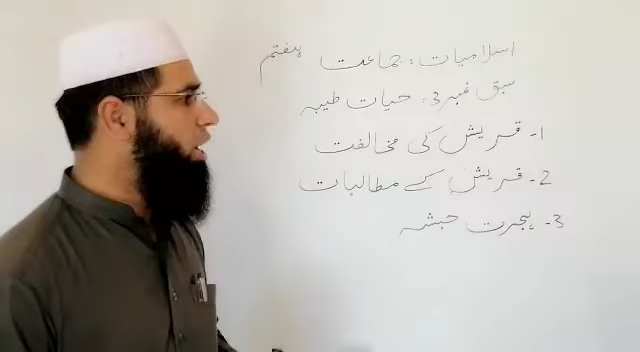 اسلامیات : جماعت ہفتم
سبق نمبر 3 : حیات طیبہ
1- قریش کی مخالفت
2- قریش کے مطالبات
3- ہجرت حبشہ